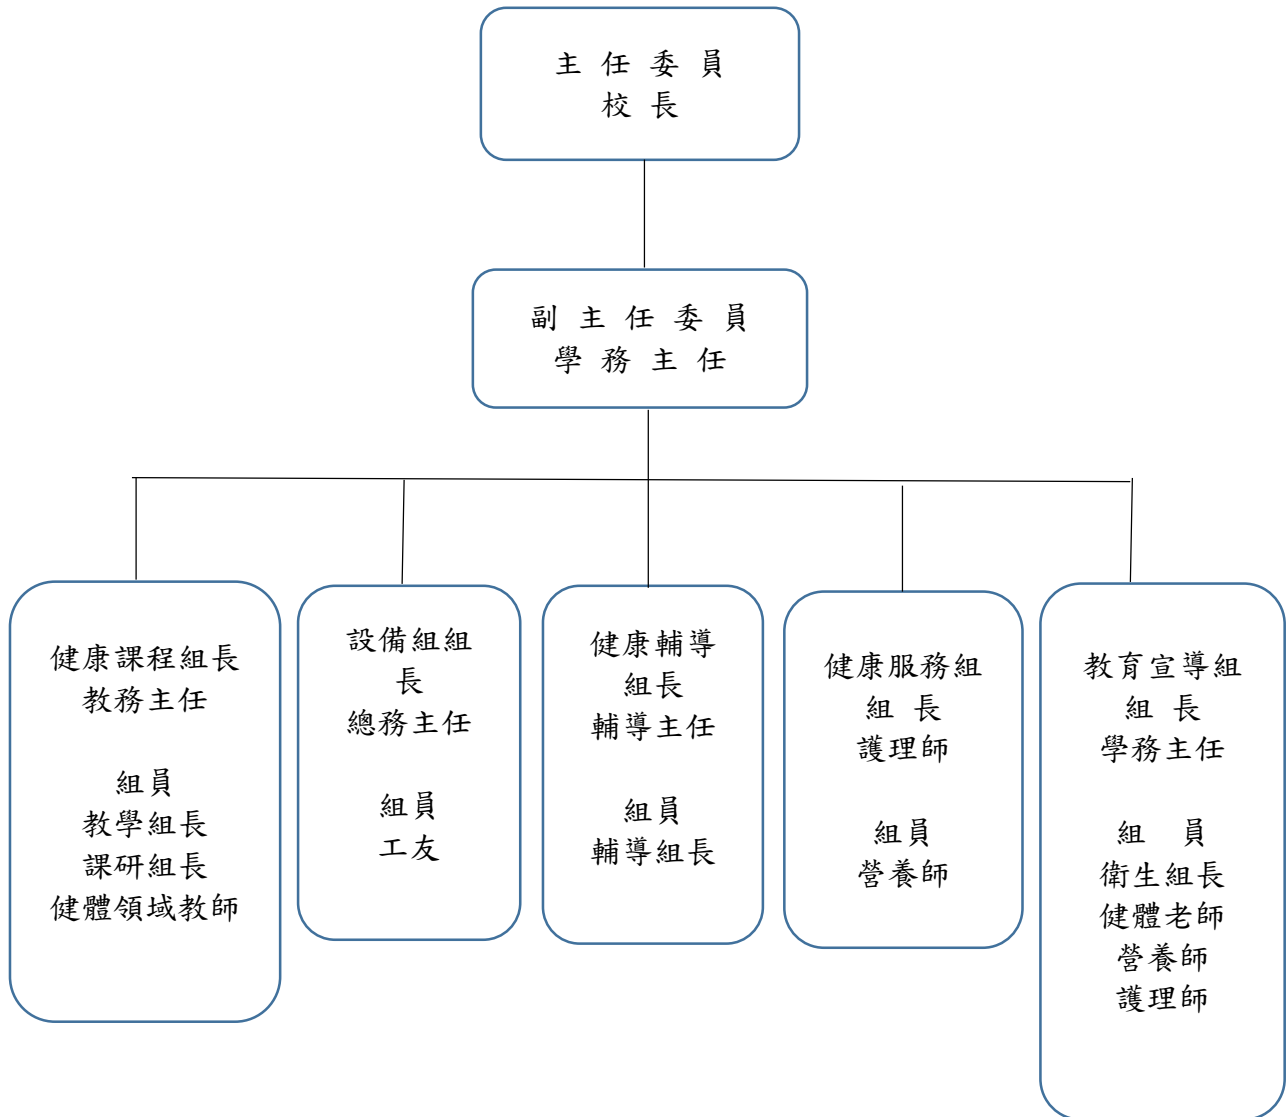 主 任 委 員
校 長
副 主 任 委 員
學 務 主 任
健康課程組長
教務主任
組員
教學組長
課研組長
健體領域教師
設備組組
長
總務主任
組員
工友
健康輔導
組長
輔導主任
組員
輔導組長
健康服務組
組 長
護理師
組員
營養師
教育宣導組
組 長
學務主任
組　員
衛生組長
健體老師
營養師
護理師